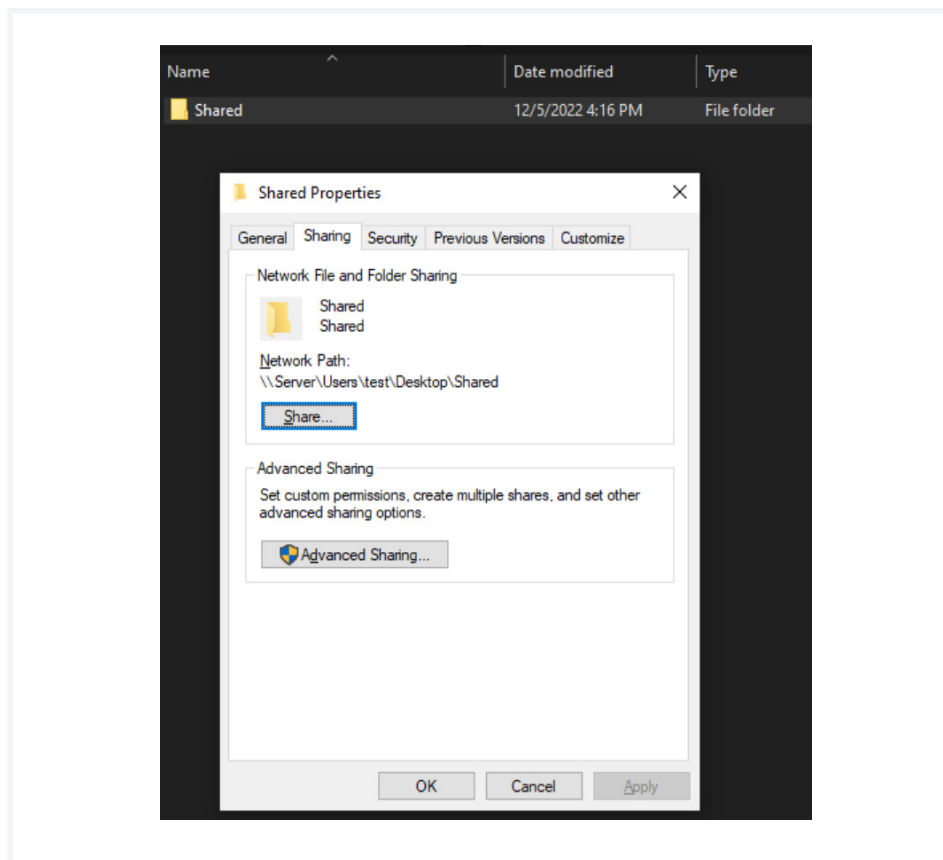 Name Date modified Type
Shared 12/5/2022 4:16 PM File folder
Shared Properties
General Sharing Security Previous Versions Customize
Network File and Folder Sharing
Shared
Shared
Network Path:
\\Server\Users\test\Desktop\Shared
Share...
Advanced Sharing
Set custom permissions, create multiple shares, and set other
advanced sharing options.
Advanced Sharing...
OK Cancel Apply